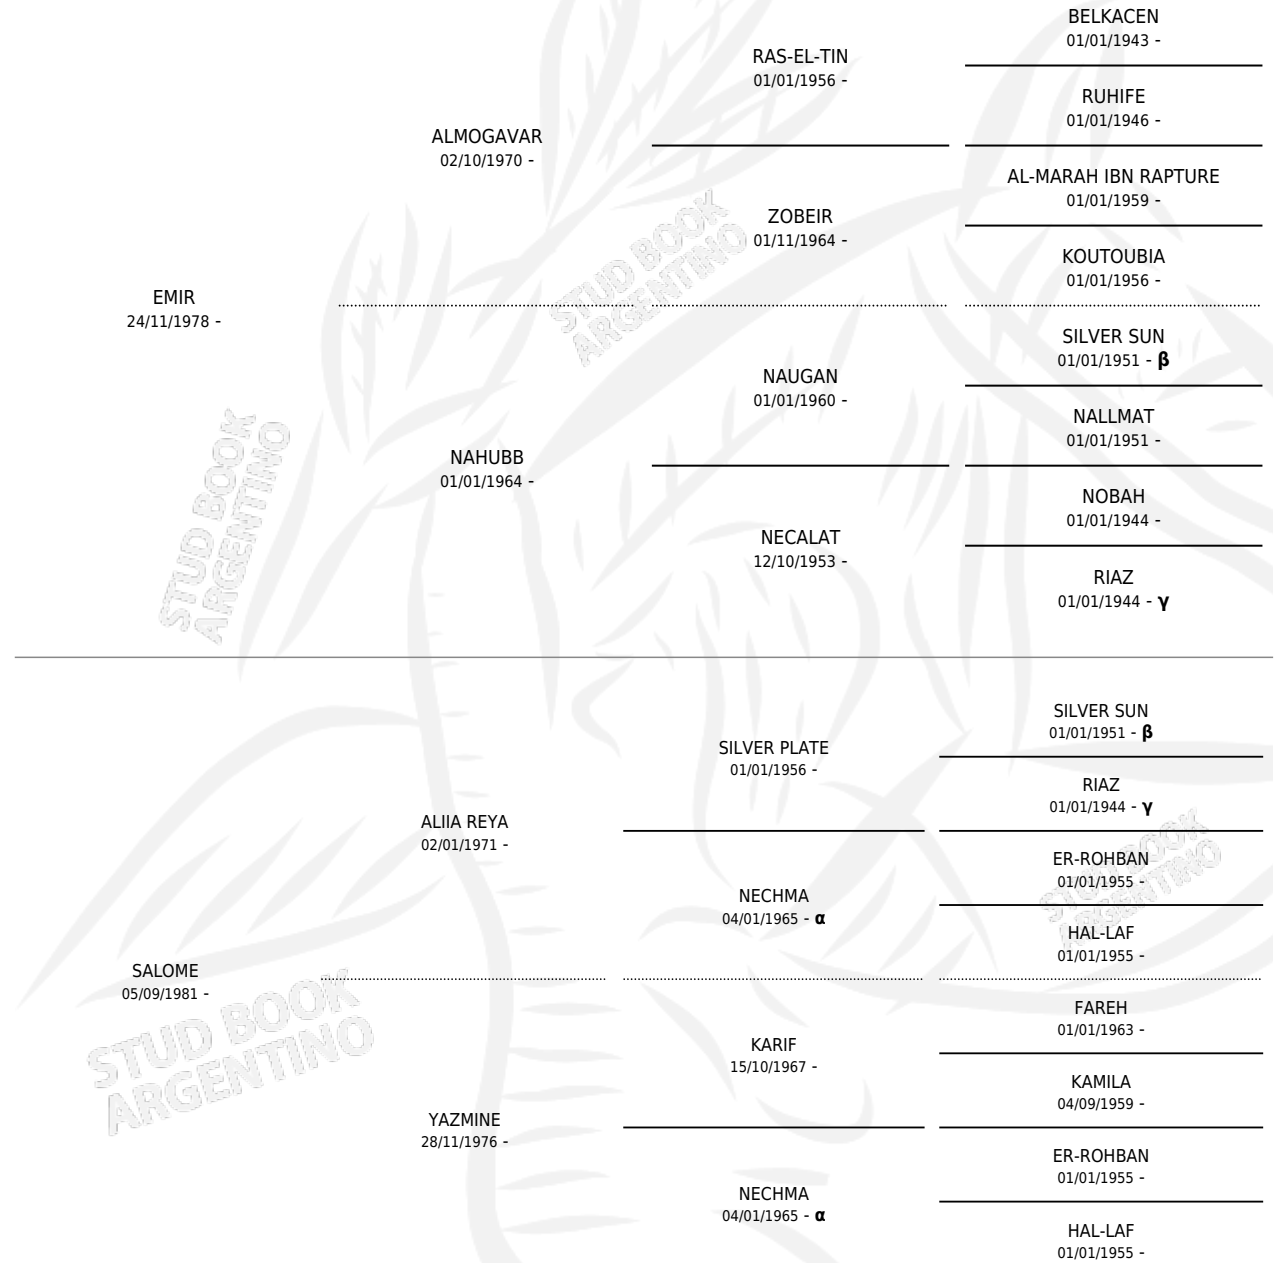 BELKACEN
01/01/1943 -
RAS-EL-TIN
01/01/1956 -
RUHIFE
01/01/1946 -
ALMOGAVAR
02/10/1970 -
AL-MARAH IBN RAPTURE
01/01/1959 -
ZOBEIR
01/11/1964 -
KOUTOUBIA
01/01/1956 -
EMIR
24/11/1978 -
SILVER SUN
01/01/1951 - β
NAUGAN
01/01/1960 -
NALLMAT
01/01/1951 -
NAHUBB
01/01/1964 -
NOBAH
01/01/1944 -
NECALAT
12/10/1953 -
RIAZ
01/01/1944 - γ
SILVER SUN
01/01/1951 - β
SILVER PLATE
01/01/1956 -
RIAZ
01/01/1944 - γ
ALIIA REYA
02/01/1971 -
ER-ROHBAN
01/01/1955 -
NECHMA
04/01/1965 - α
HAL-LAF
01/01/1955 -
SALOME
05/09/1981 -
FAREH
01/01/1963 -
KARIF
15/10/1967 -
KAMILA
04/09/1959 -
YAZMINE
28/11/1976 -
ER-ROHBAN
01/01/1955 -
NECHMA
04/01/1965 - α
HAL-LAF
01/01/1955 -
STUD BOOK
ARGENTINO
STUD BOOK
ARGENTINO
STUD BOOK
ARGENTINO
STUD BOOK
ARGENTINO